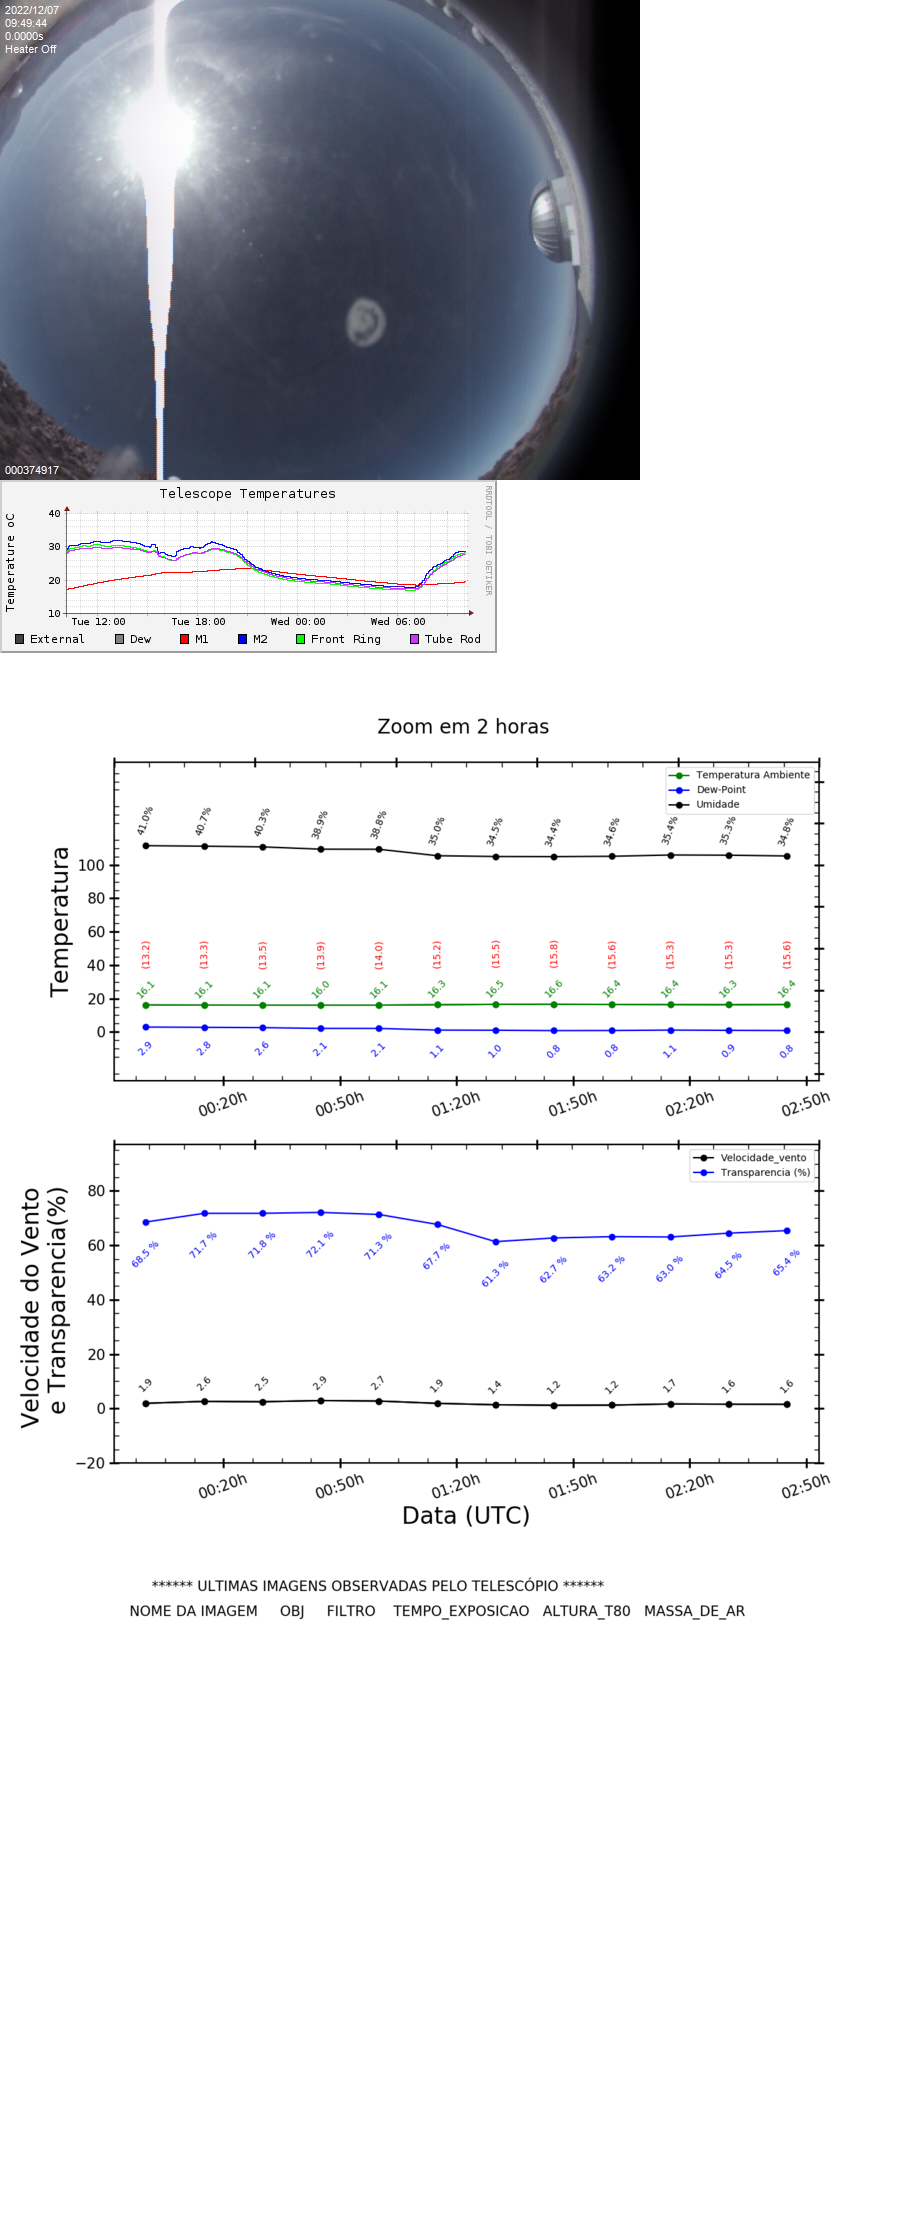 2022/12/07
09:49:44
0.0000s
Heater Off
000374917
Telescope Temperatures
RRDTOOL / TOBI OETIKER
Temperature oC
40
30
20
10
Tue 12:00 Tue 18:00 Wed 00:00 Wed 06:00
External Dew M1 M2 Front Ring Tube Rod
Zoom em 2 horas
Temperatura Ambiente
Dew-Point
Umidade
Temperatura
100
80
60
40
20
0
41.0% 40.7% 40.3% 38.9% 38.8% 35.0% 34.5% 34.4% 34.6% 35.4% 35.3% 34.8%
(13.2) (13.3) (13.5) (13.9) (14.0) (15.2) (15.5) (15.8) (15.6) (15.3) (15.3) (15.6)
16.1 16.1 16.1 16.0 16.1 16.3 16.5 16.6 16.4 16.4 16.3 16.4
2.9 2.8 2.6 2.1 2.1 1.1 1.0 0.8 0.8 1.1 0.9 0.8
00:20h 00:50h 01:20h 01:50h 02:20h 02:50h
Velocidade_vento
Transparencia (%)
Velocidade do Vento
e Transparencia(%)
80
60
40
20
0
−20
68.5 % 71.7 % 71.8 % 72.1 % 71.3 % 67.7 % 61.3 % 62.7 % 63.2 % 63.0 % 64.5 % 65.4 %
1.9 2.6 2.5 2.9 2.7 1.9 1.4 1.2 1.2 1.7 1.6 1.6
00:20h 00:50h 01:20h 01:50h 02:20h 02:50h
Data (UTC)
****** ULTIMAS IMAGENS OBSERVADAS PELO TELESCÓPIO ******
NOME DA IMAGEM OBJ FILTRO TEMPO_EXPOSICAO ALTURA_T80 MASSA_DE_AR